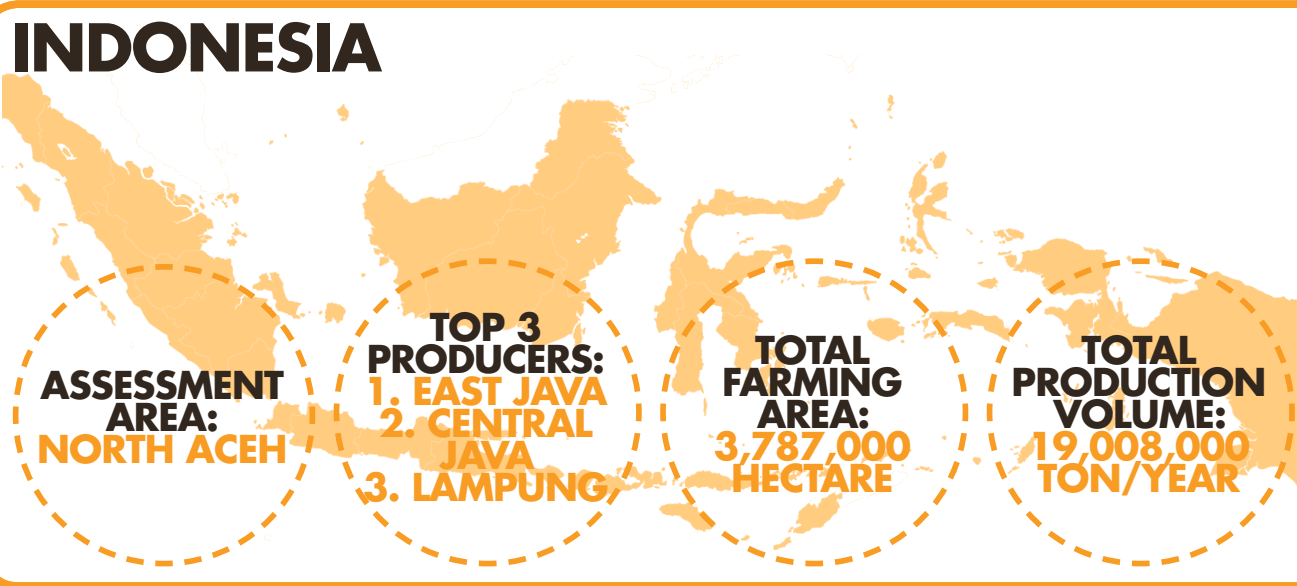 INDONESIA
ASSESSMENT
AREA:
NORTH ACEH
TOP 3
PRODUCERS:
1. EAST JAVA
2. CENTRAL
JAVA
3. LAMPUNG
TOTAL
FARMING
AREA:
3,787,000
HECTARE
TOTAL
PRODUCTION
VOLUME:
19,008,000
TON/YEAR